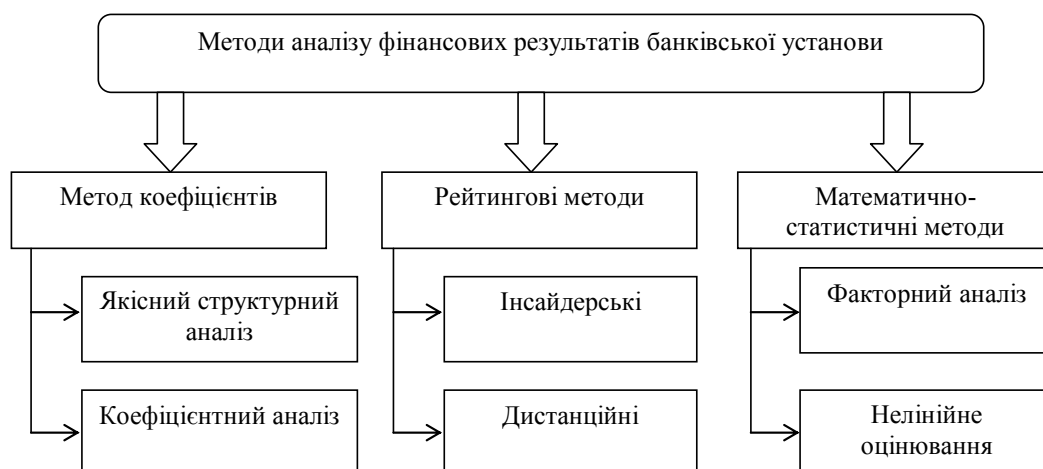 Методи аналізу фінансових результатів банківської установи
Метод коефіцієнтів
Якісний структурний
аналіз
Коефіцієнтний аналіз
Рейтингові методи
Інсайдерські
Дистанційні
Математично-
статистичні методи
Факторний аналіз
Нелінійне
оцінювання